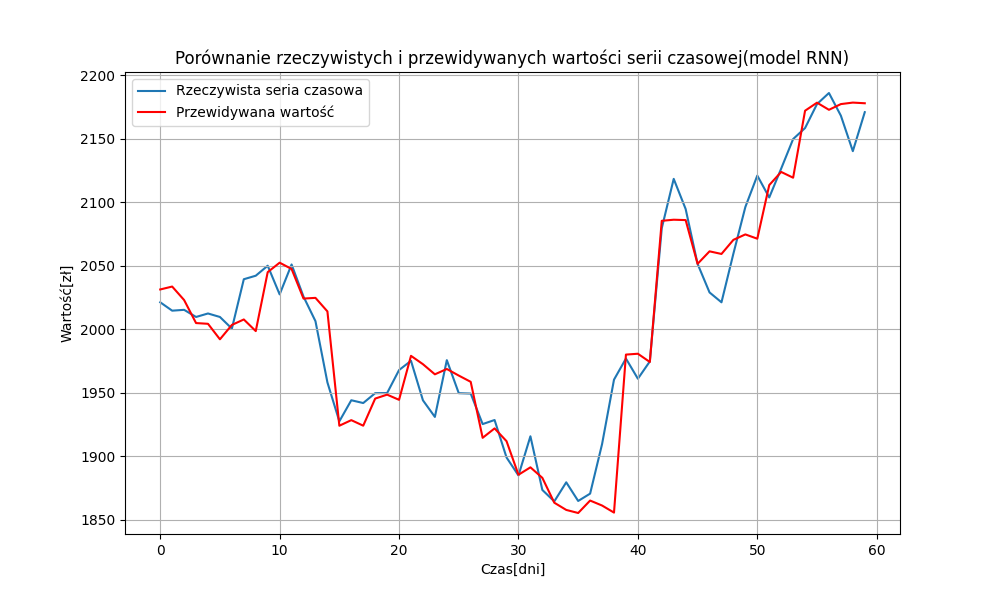 Porównanie rzeczywistych i przewidywanych wartości serii czasowej(model RNN)
Rzeczywista seria czasowa
Przewidywana wartość
2200
2150
2100
2050
2000
1950
1900
1850
Wartość[zł]
0 10 20 30 40 50 60
Czas[dni]